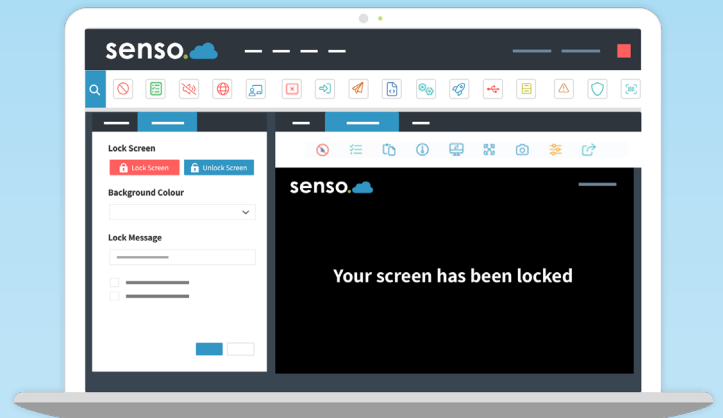 senso.
Lock Screen
Lock Screen
Unlock Screen
Background Colour
Lock Message
senso.
Your screen has been locked